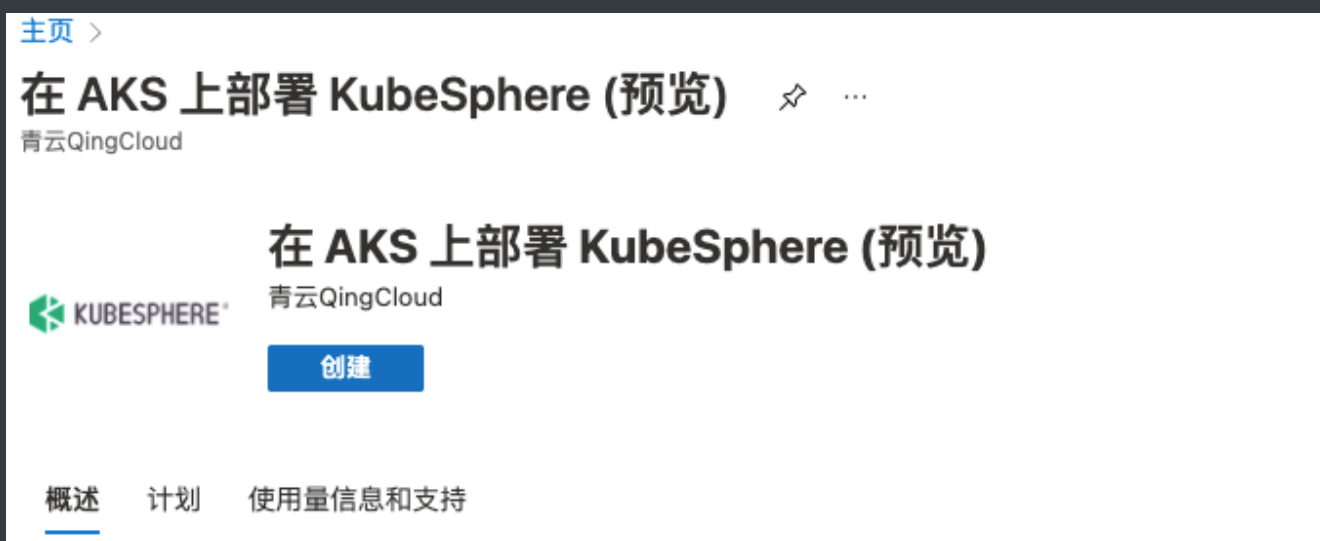 主页 >
在 AKS 上部署 KubeSphere (预览) ...
青云QingCloud
在 AKS 上部署 KubeSphere (预览)
青云QingCloud
KUBESPHERE®
创建
概述 计划 使用量信息和支持